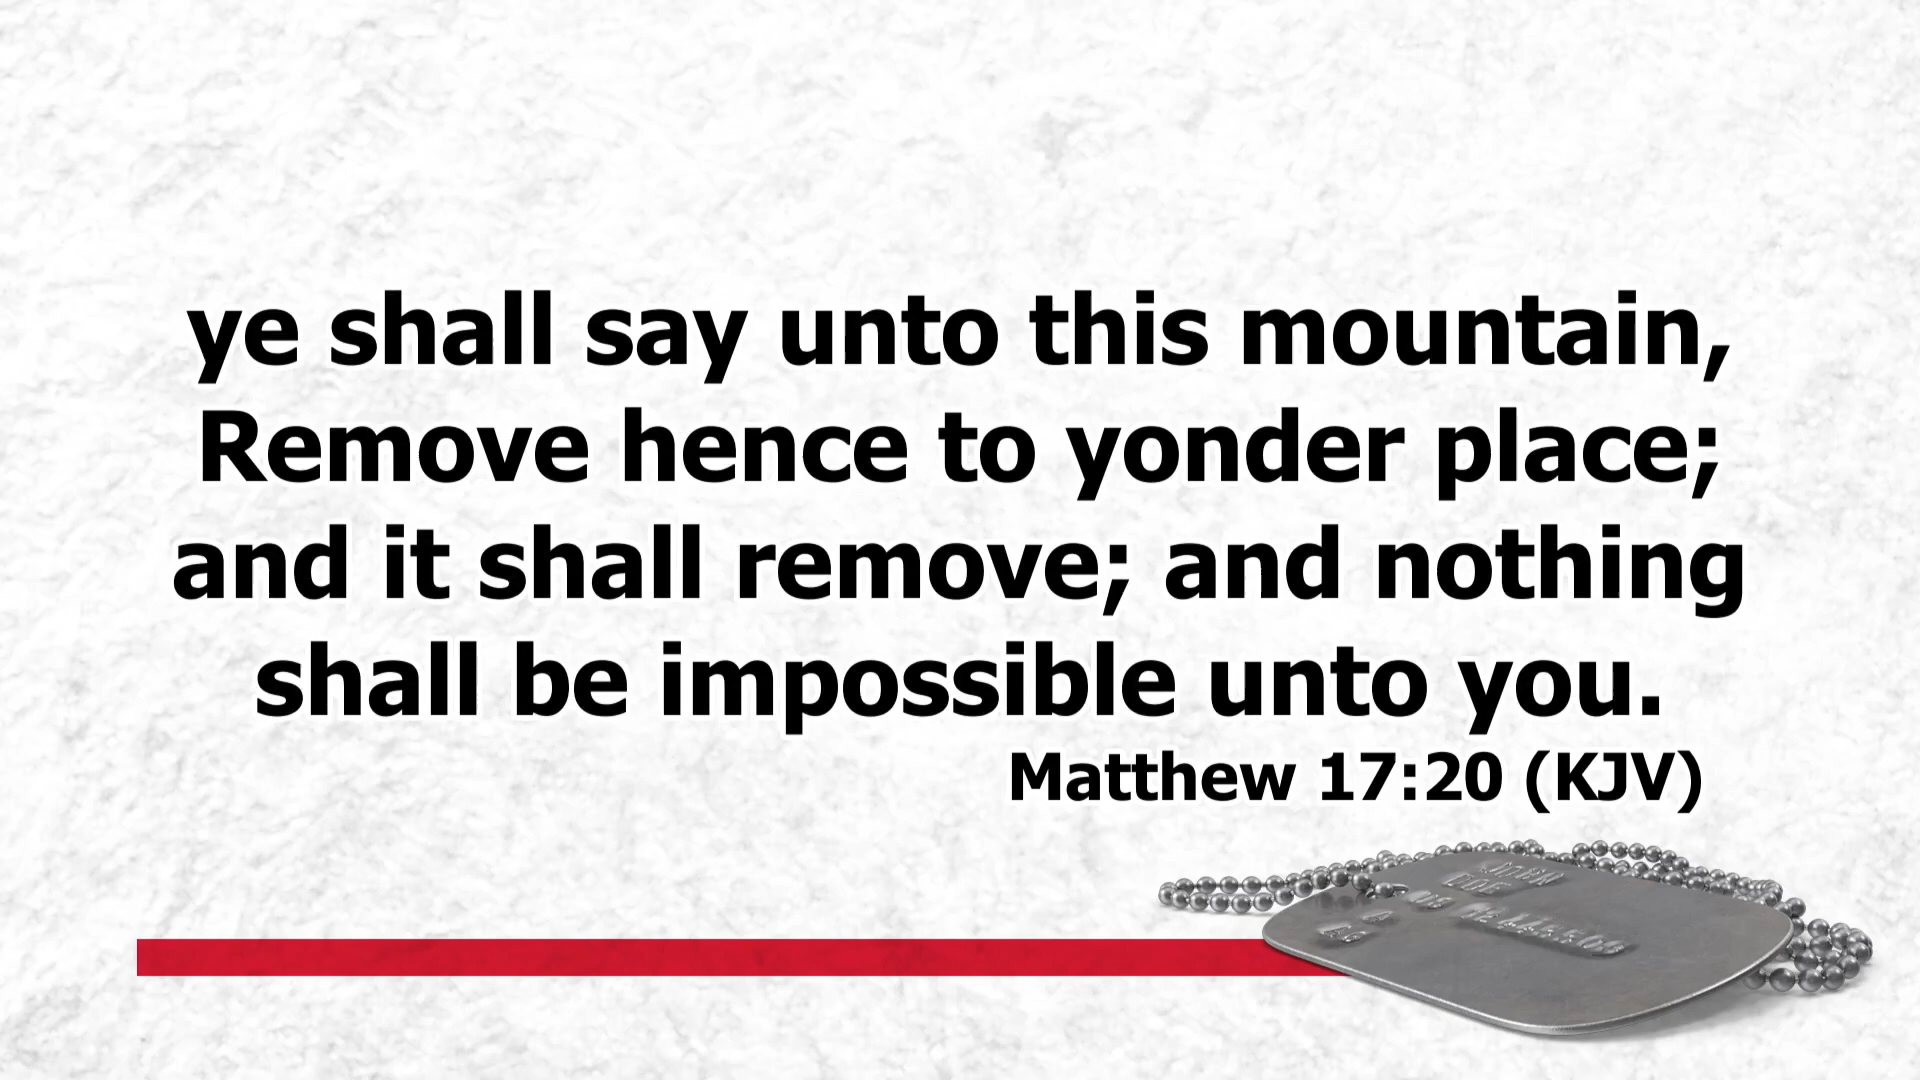 ye shall say unto this mountain,
Remove hence to yonder place;
and it shall remove; and nothing
shall be impossible unto you.
Matthew 17:20 (KJV)